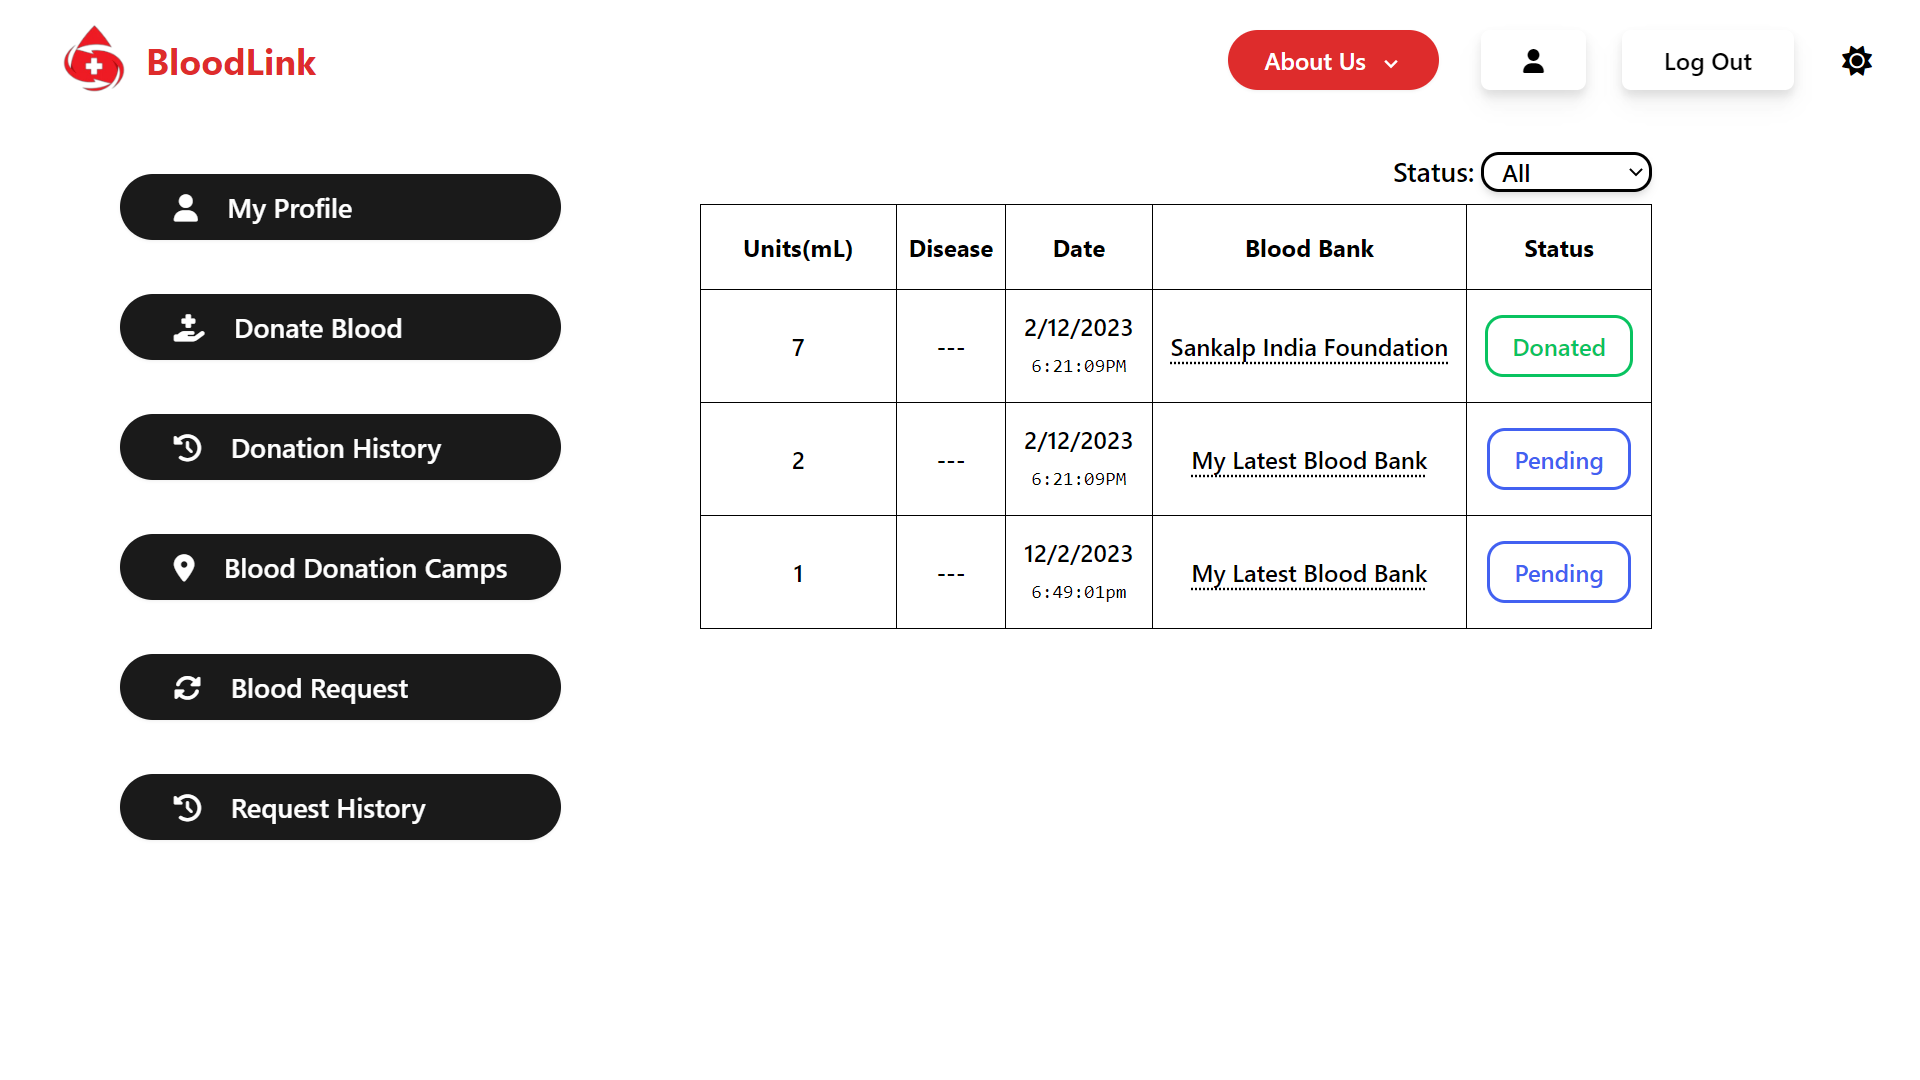 BloodLink
About Us
Log Out
My Profile
Donate Blood
Donation History
Blood Donation Camps
Blood Request
Request History
Status: All
Units(mL) Disease Date Blood Bank Status
7 --- 2/12/2023 6:21:09PM Sankalp India Foundation Donated
2 --- 2/12/2023 6:21:09PM My Latest Blood Bank Pending
1 --- 12/2/2023 6:49:01pm My Latest Blood Bank Pending